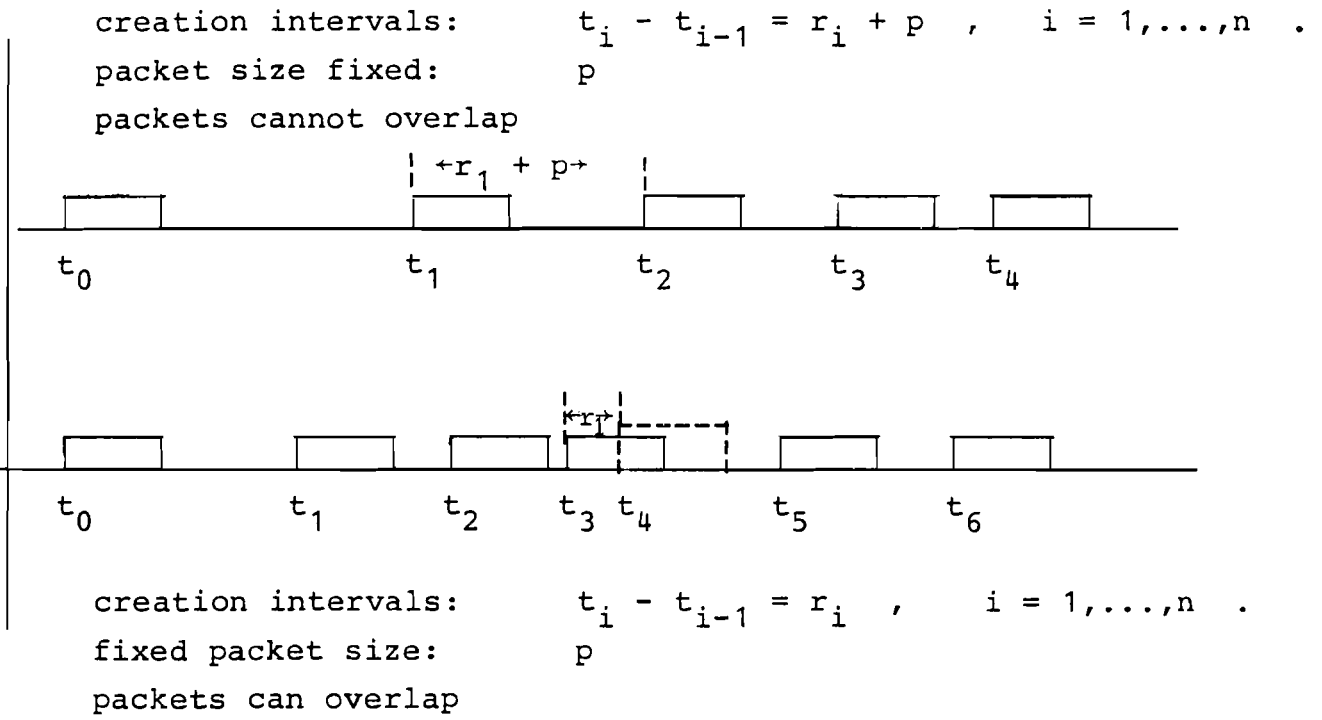 creation intervals: t_i - t_{i-1} = r_i + p , i = 1,...,n .
packet size fixed: p
packets cannot overlap
←r_1 + p→
t_0 t_1 t_2 t_3 t_4
←r_1→
t_0 t_1 t_2 t_3 t_4 t_5 t_6
creation intervals: t_i - t_{i-1} = r_i , i = 1,...,n .
fixed packet size: p
packets can overlap